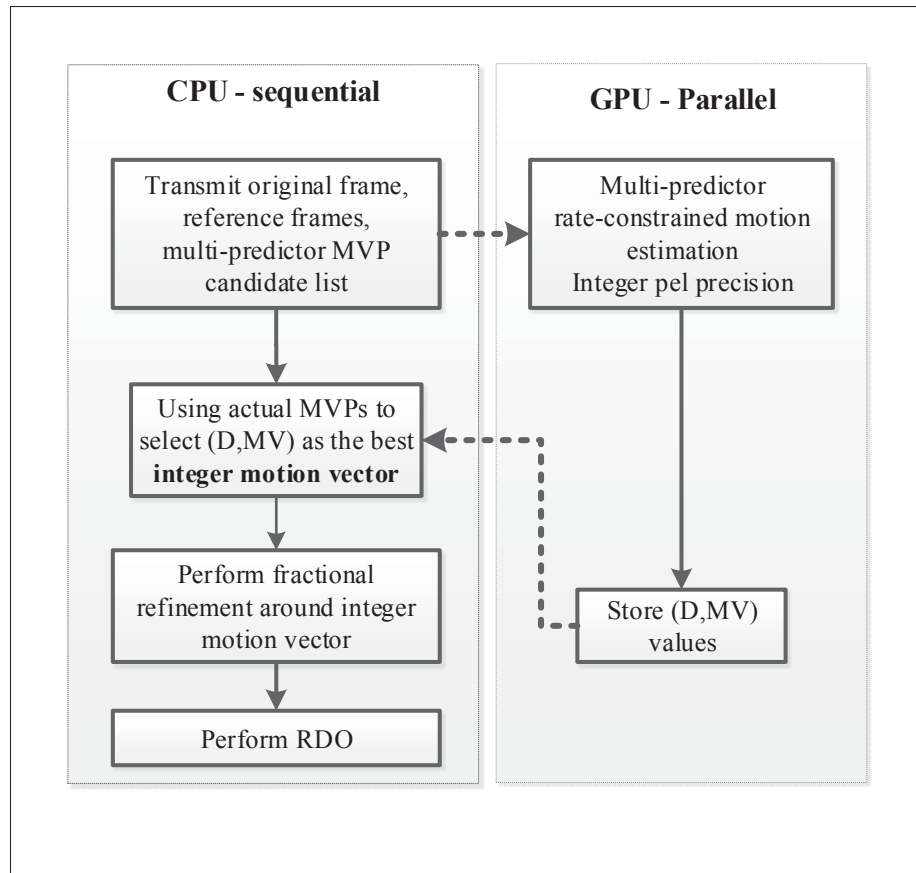 CPU - sequential
Transmit original frame,
reference frames,
multi-predictor MVP
candidate list
Using actual MVPs to
select (D,MV) as the best
integer motion vector
Perform fractional
refinement around integer
motion vector
Perform RDO
GPU - Parallel
Multi-predictor
rate-constrained motion
estimation
Integer pel precision
Store (D,MV)
values